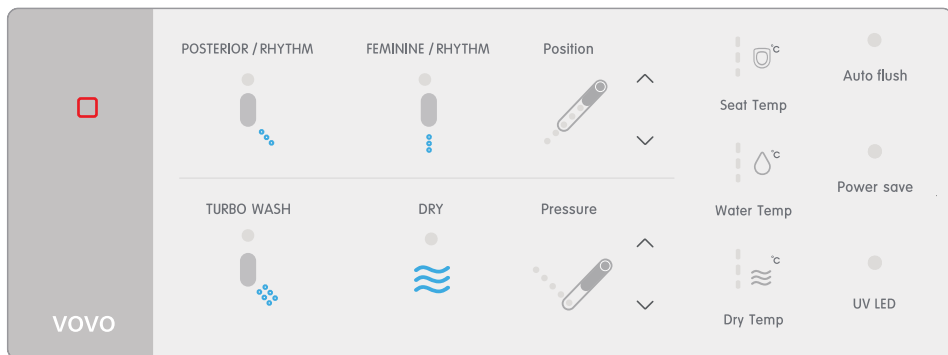 POSTERIOR / RHYTHM
FEMININE / RHYTHM
Position
°C
Seat Temp
Auto flush
°C
Water Temp
Power save
TURBO WASH
DRY
Pressure
°C
Dry Temp
UV LED
VOVO